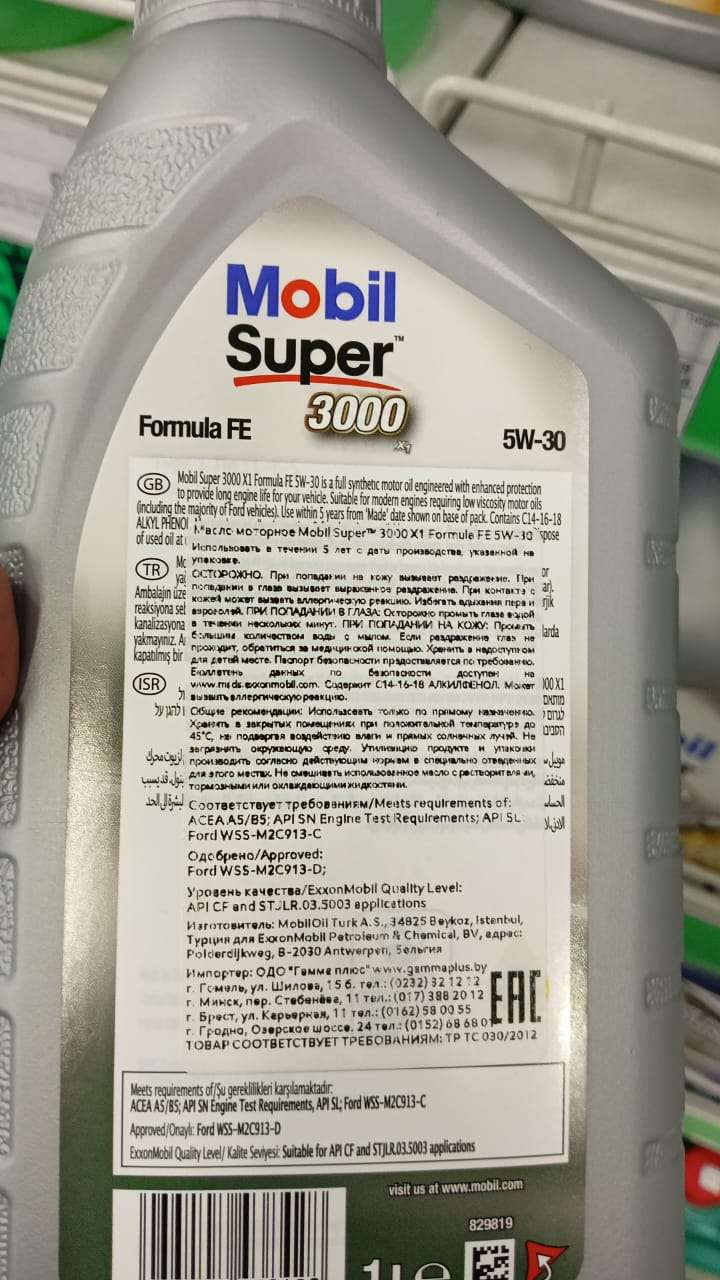 Mobil
Super™
3000
X1
Formula FE
5W-30
GB
Mobil Super 3000 X1 Formula FE 5W-30 is a full synthetic motor oil engineered with enhanced protection
to provide long engine life for your vehicle. Suitable for modern engines requiring low viscosity motor oils
(including the majority of Ford vehicles). Use within 5 years from 'Made' date shown on base of pack. Contains C14-16-18
ALKYL PHENOL
of used oil at
TR
Ambalajın üze
reaksiyona
kanalizasyona
yakmayınız.
kapatılmış bir
ISR
Масло моторное Mobil Super™ 3000 X1 Formula FE 5W-30
Использовать в течении 5 лет с даты производства, указанной на
упаковке.
ОСТОРОЖНО. При попадании на кожу вызывает раздражение. При
попадании в глаза вызывает выраженное раздражение. При контакте с
кожей может вызвать аллергическую реакцию. Избегать вдыхания пара и
аэрозолей. ПРИ ПОПАДАНИИ В ГЛАЗА: Осторожно промыть глаза водой
в течении нескольких минут. ПРИ ПОПАДАНИИ НА КОЖУ: Промыть
большим количеством воды с мылом. Если раздражение глаз не
проходит, обратиться за медицинской помощью. Хранить в недоступном
для детей месте. Паспорт безопасности предоставляется по требованию.
Бюллетень данных по безопасности доступен на
www.msds.exxonmobil.com. Содержит С14-16-18 АЛКИЛФЕНОЛ. Может
вызвать аллергическую реакцию.
Общие рекомендации: Использовать только по прямому назначению.
Хранить в закрытых помещениях при положительной температуре до
45°С, не подвергая воздействию влаги и прямых солнечных лучей. Не
загрязнять окружающую среду. Утилизацию продукта и упаковки
производить согласно действующим нормам в специально отведенных
для этого местах. Не смешивать использованное масло с растворителями,
тормозными или охлаждающими жидкостями.
Соответствует требованиям/Meets requirements of:
ACEA A5/B5; API SN Engine Test Requirements; API SL;
Ford WSS-M2C913-C
Одобрено/Approved:
Ford WSS-M2C913-D;
Уровень качества/ExxonMobil Quality Level:
API CF and STJLR.03.5003 applications
Изготовитель: MobilOil Turk A.S., 34825 Beykoz, Istanbul,
Турция для ExxonMobil Petroleum & Chemical, BV, адрес:
Polderdijkweg, B-2030 Antwerpen, Бельгия
Импортер: ОДО "Гамма плюс" www.gammaplus.by
г. Гомель, ул. Шилова, 15б. тел.: (0232) 32 12 12
г. Минск, пер. Стебенёва, 11 тел.: (017) 388 20 12
г. Брест, ул. Карьерная, 11 тел.: (0162) 58 00 55
г. Гродно, Озерское шоссе, 24 тел.: (0152) 68 68 01
EAC
ТОВАР СООТВЕТСТВУЕТ ТРЕБОВАНИЯМ: ТР ТС 030/2012
Meets requirements of/Şu gereklilikleri karşılamaktadır:
ACEA A5/B5; API SN Engine Test Requirements, API SL; Ford WSS-M2C913-C
Approved/Onaylı: Ford WSS-M2C913-D
ExxonMobil Quality Level/ Kalite Seviyesi: Suitable for API CF and STJLR.03.5003 applications
visit us at www.mobil.com
829819
1L e